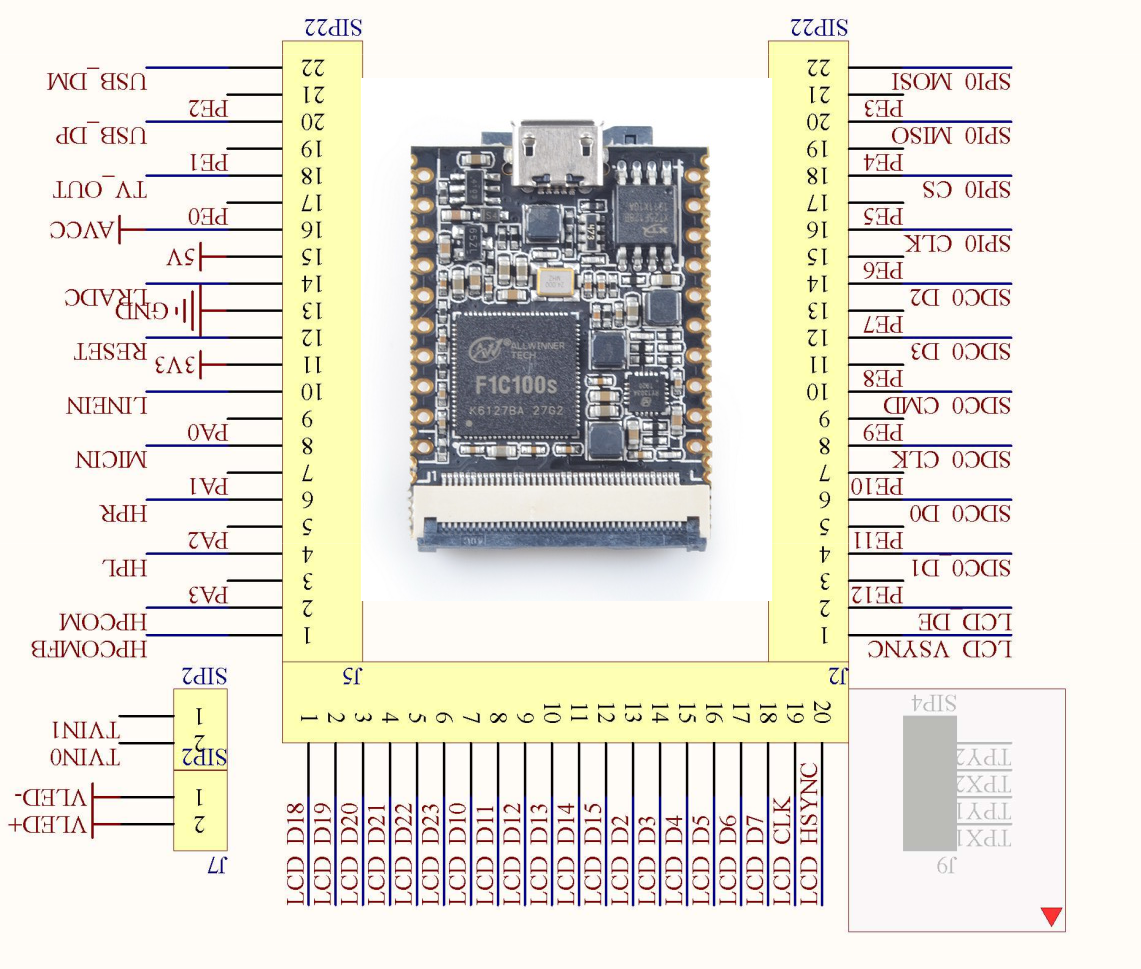 SIP22
USB_DM
22
21
PE2
USB_DP
20
19
PE1
TV_OUT
18
17
PE0
AVCC
16
15
5V
LRADC
14
13
GND
RESET
12
11
3V3
LINEIN
10
9
PA0
MICIN
8
7
PA1
HPR
6
5
PA2
HPL
4
3
PA3
HPCOM
2
HPCOMFB
1
J5
SIP22
22
SPI0 MOSI
21
PE3
20
SPI0 MISO
19
PE4
18
SPI0 CS
17
PE5
16
SPI0 CLK
15
PE6
14
SDC0 D2
13
PE7
12
SDC0 D3
11
PE8
10
SDC0 CMD
9
PE9
8
SDC0 CLK
7
PE10
6
SDC0 D0
5
PE11
4
SDC0 D1
3
PE12
2
LCD DE
1
LCD VSYNC
J2
ALLWINNER
TECH
F1C100s
K6127BA 27G2
J1
SIP2
1
TVIN1
2
TVIN0
SIP2
VLED-
1
VLED+
2
J7
1 2 3 4 5 6 7 8 9 10 11 12 13 14 15 16 17 18 19 20
LCD D18
LCD D19
LCD D20
LCD D21
LCD D22
LCD D23
LCD D10
LCD D11
LCD D12
LCD D13
LCD D14
LCD D15
LCD D2
LCD D3
LCD D4
LCD D5
LCD D6
LCD D7
LCD CLK
LCD HSYNC
SIP4
TPY2
TPX2
TPY1
TPX1
J9